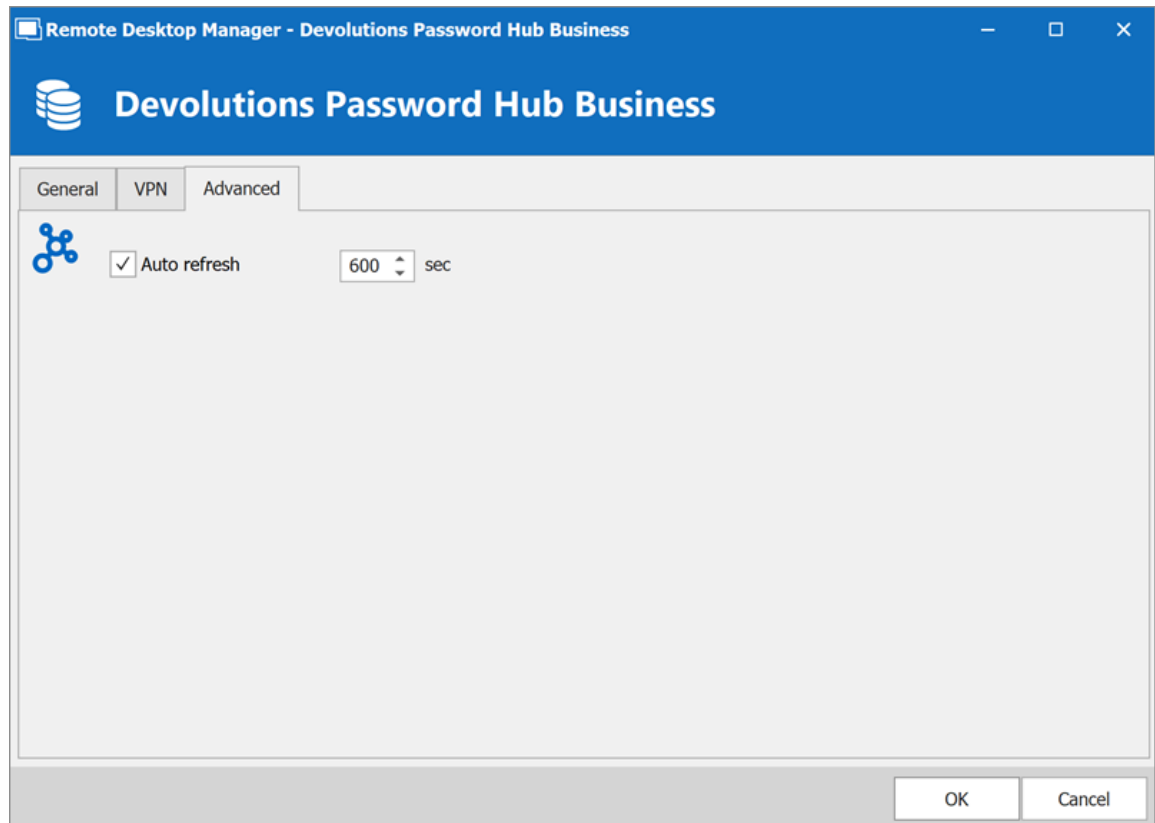 Remote Desktop Manager - Devolutions Password Hub Business
Devolutions Password Hub Business
General VPN Advanced
Auto refresh 600 sec
OK Cancel